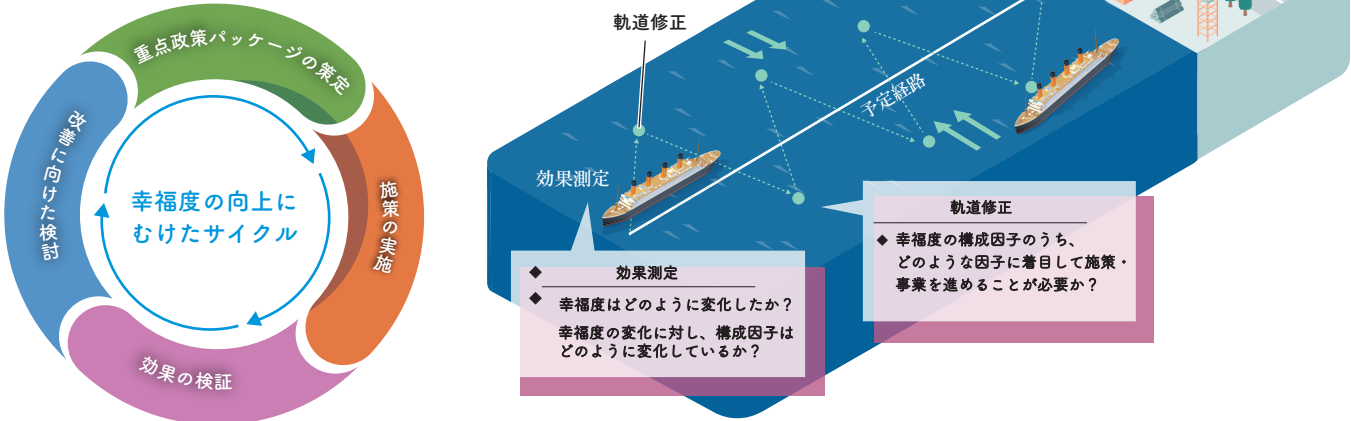 重点政策パッケージの策定
施策の実施
効果の検証
改善に向けた検討
幸福度の向上に
むけたサイクル
軌道修正
予定経路
効果測定
◆ 効果測定
◆ 幸福度はどのように変化したか？
幸福度の変化に対し、構成因子は
どのように変化しているか？
軌道修正
◆ 幸福度の構成因子のうち、
どのような因子に着目して施策・
事業を進めることが必要か？